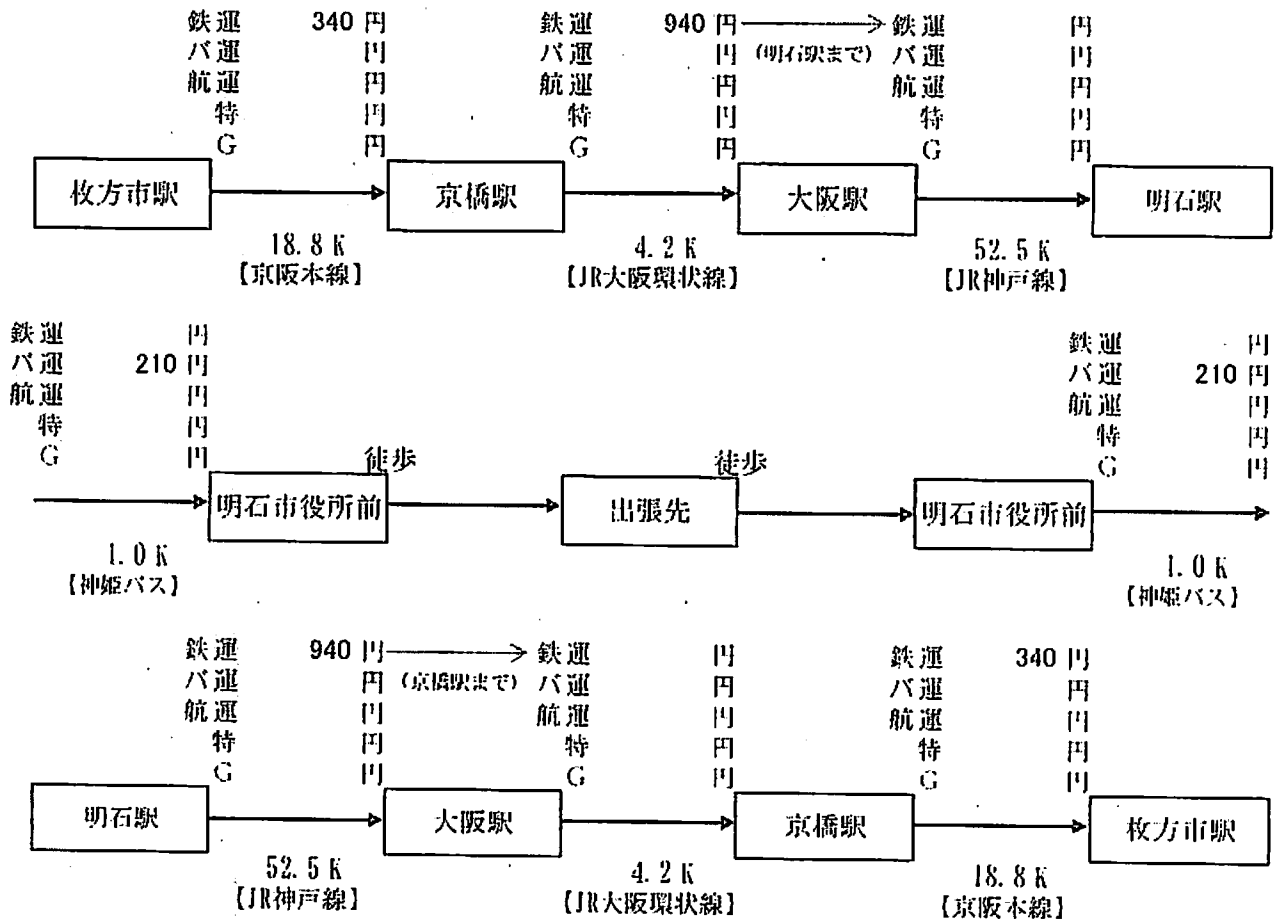 鉄運 340 円 鉄運 940 円 鉄運 円
バ運 円 バ運 円 (明石駅まで) バ運 円
航運 円 航運 円 航運 円
特 円 特 円 特 円
G 円 G 円 G 円
枚方市駅 京橋駅 大阪駅 明石駅
18.8 K 4.2 K 52.5 K
【京阪本線】 【JR大阪環状線】 【JR神戸線】
鉄運 円 鉄運 円
バ運 210 円 バ運 210 円
航運 円 航運 円
特 円 特 円
G 円 G 円
徒歩 徒歩
明石市役所前 出張先 明石市役所前
1.0 K 1.0 K
【神姫バス】 【神姫バス】
鉄運 940 円 鉄運 円 鉄運 340 円
バ運 円 (京橋駅まで) バ運 円 バ運 円
航運 円 航運 円 航運 円
特 円 特 円 特 円
G 円 G 円 G 円
明石駅 大阪駅 京橋駅 枚方市駅
52.5 K 4.2 K 18.8 K
【JR神戸線】 【JR大阪環状線】 【京阪本線】